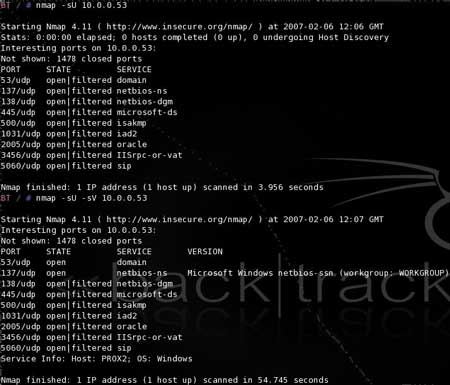 BT / # nmap -sU 10.0.0.53
Starting Nmap 4.11 ( http://www.insecure.org/nmap/ ) at 2007-02-06 12:06 GMT
Stats: 0:00:00 elapsed; 0 hosts completed (0 up), 0 undergoing Host Discovery
Interesting ports on 10.0.0.53:
Not shown: 1478 closed ports
PORT STATE SERVICE
53/udp open|filtered domain
137/udp open|filtered netbios-ns
138/udp open|filtered netbios-dgm
445/udp open|filtered microsoft-ds
500/udp open|filtered isakmp
1031/udp open|filtered iad2
2005/udp open|filtered oracle
3456/udp open|filtered IISrpc-or-vat
5060/udp open|filtered sip
Nmap finished: 1 IP address (1 host up) scanned in 3.956 seconds
BT / # nmap -sU -sV 10.0.0.53
Starting Nmap 4.11 ( http://www.insecure.org/nmap/ ) at 2007-02-06 12:07 GMT
Interesting ports on 10.0.0.53:
Not shown: 1478 closed ports
PORT STATE SERVICE VERSION
53/udp open domain
137/udp open netbios-ns Microsoft Windows netbios-ssn (workgroup: WORKGROUP)
138/udp open|filtered netbios-dgm
445/udp open|filtered microsoft-ds
500/udp open|filtered isakmp
1031/udp open|filtered iad2
2005/udp open|filtered oracle
3456/udp open|filtered IISrpc-or-vat
5060/udp open|filtered sip
Service Info: Host: PROX2; OS: Windows
Nmap finished: 1 IP address (1 host up) scanned in 54.745 seconds
back|track